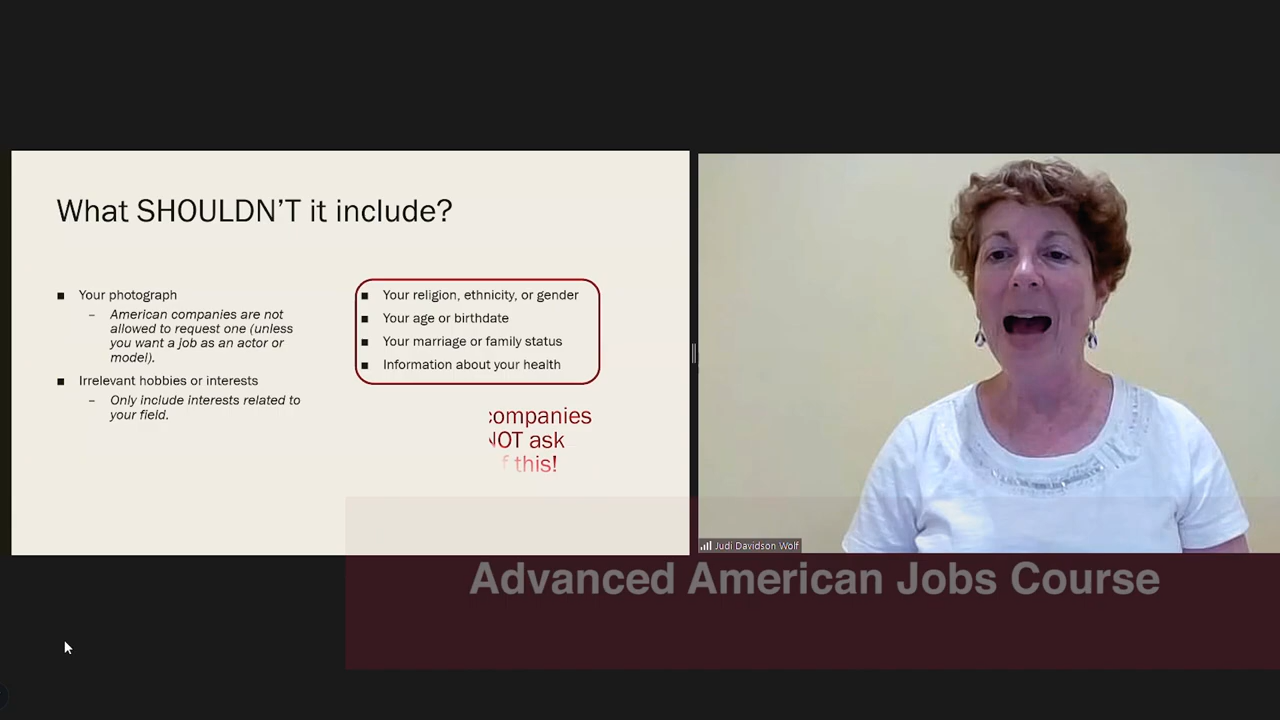 What SHOULDN'T it include?
■ Your photograph
– American companies are not
allowed to request one (unless
you want a job as an actor or
model).
■ Irrelevant hobbies or interests
– Only include interests related to
your field.
■ Your religion, ethnicity, or gender
■ Your age or birthdate
■ Your marriage or family status
■ Information about your health
companies
NOT ask
f this!
Judi Davidson Wolf
Advanced American Jobs Course